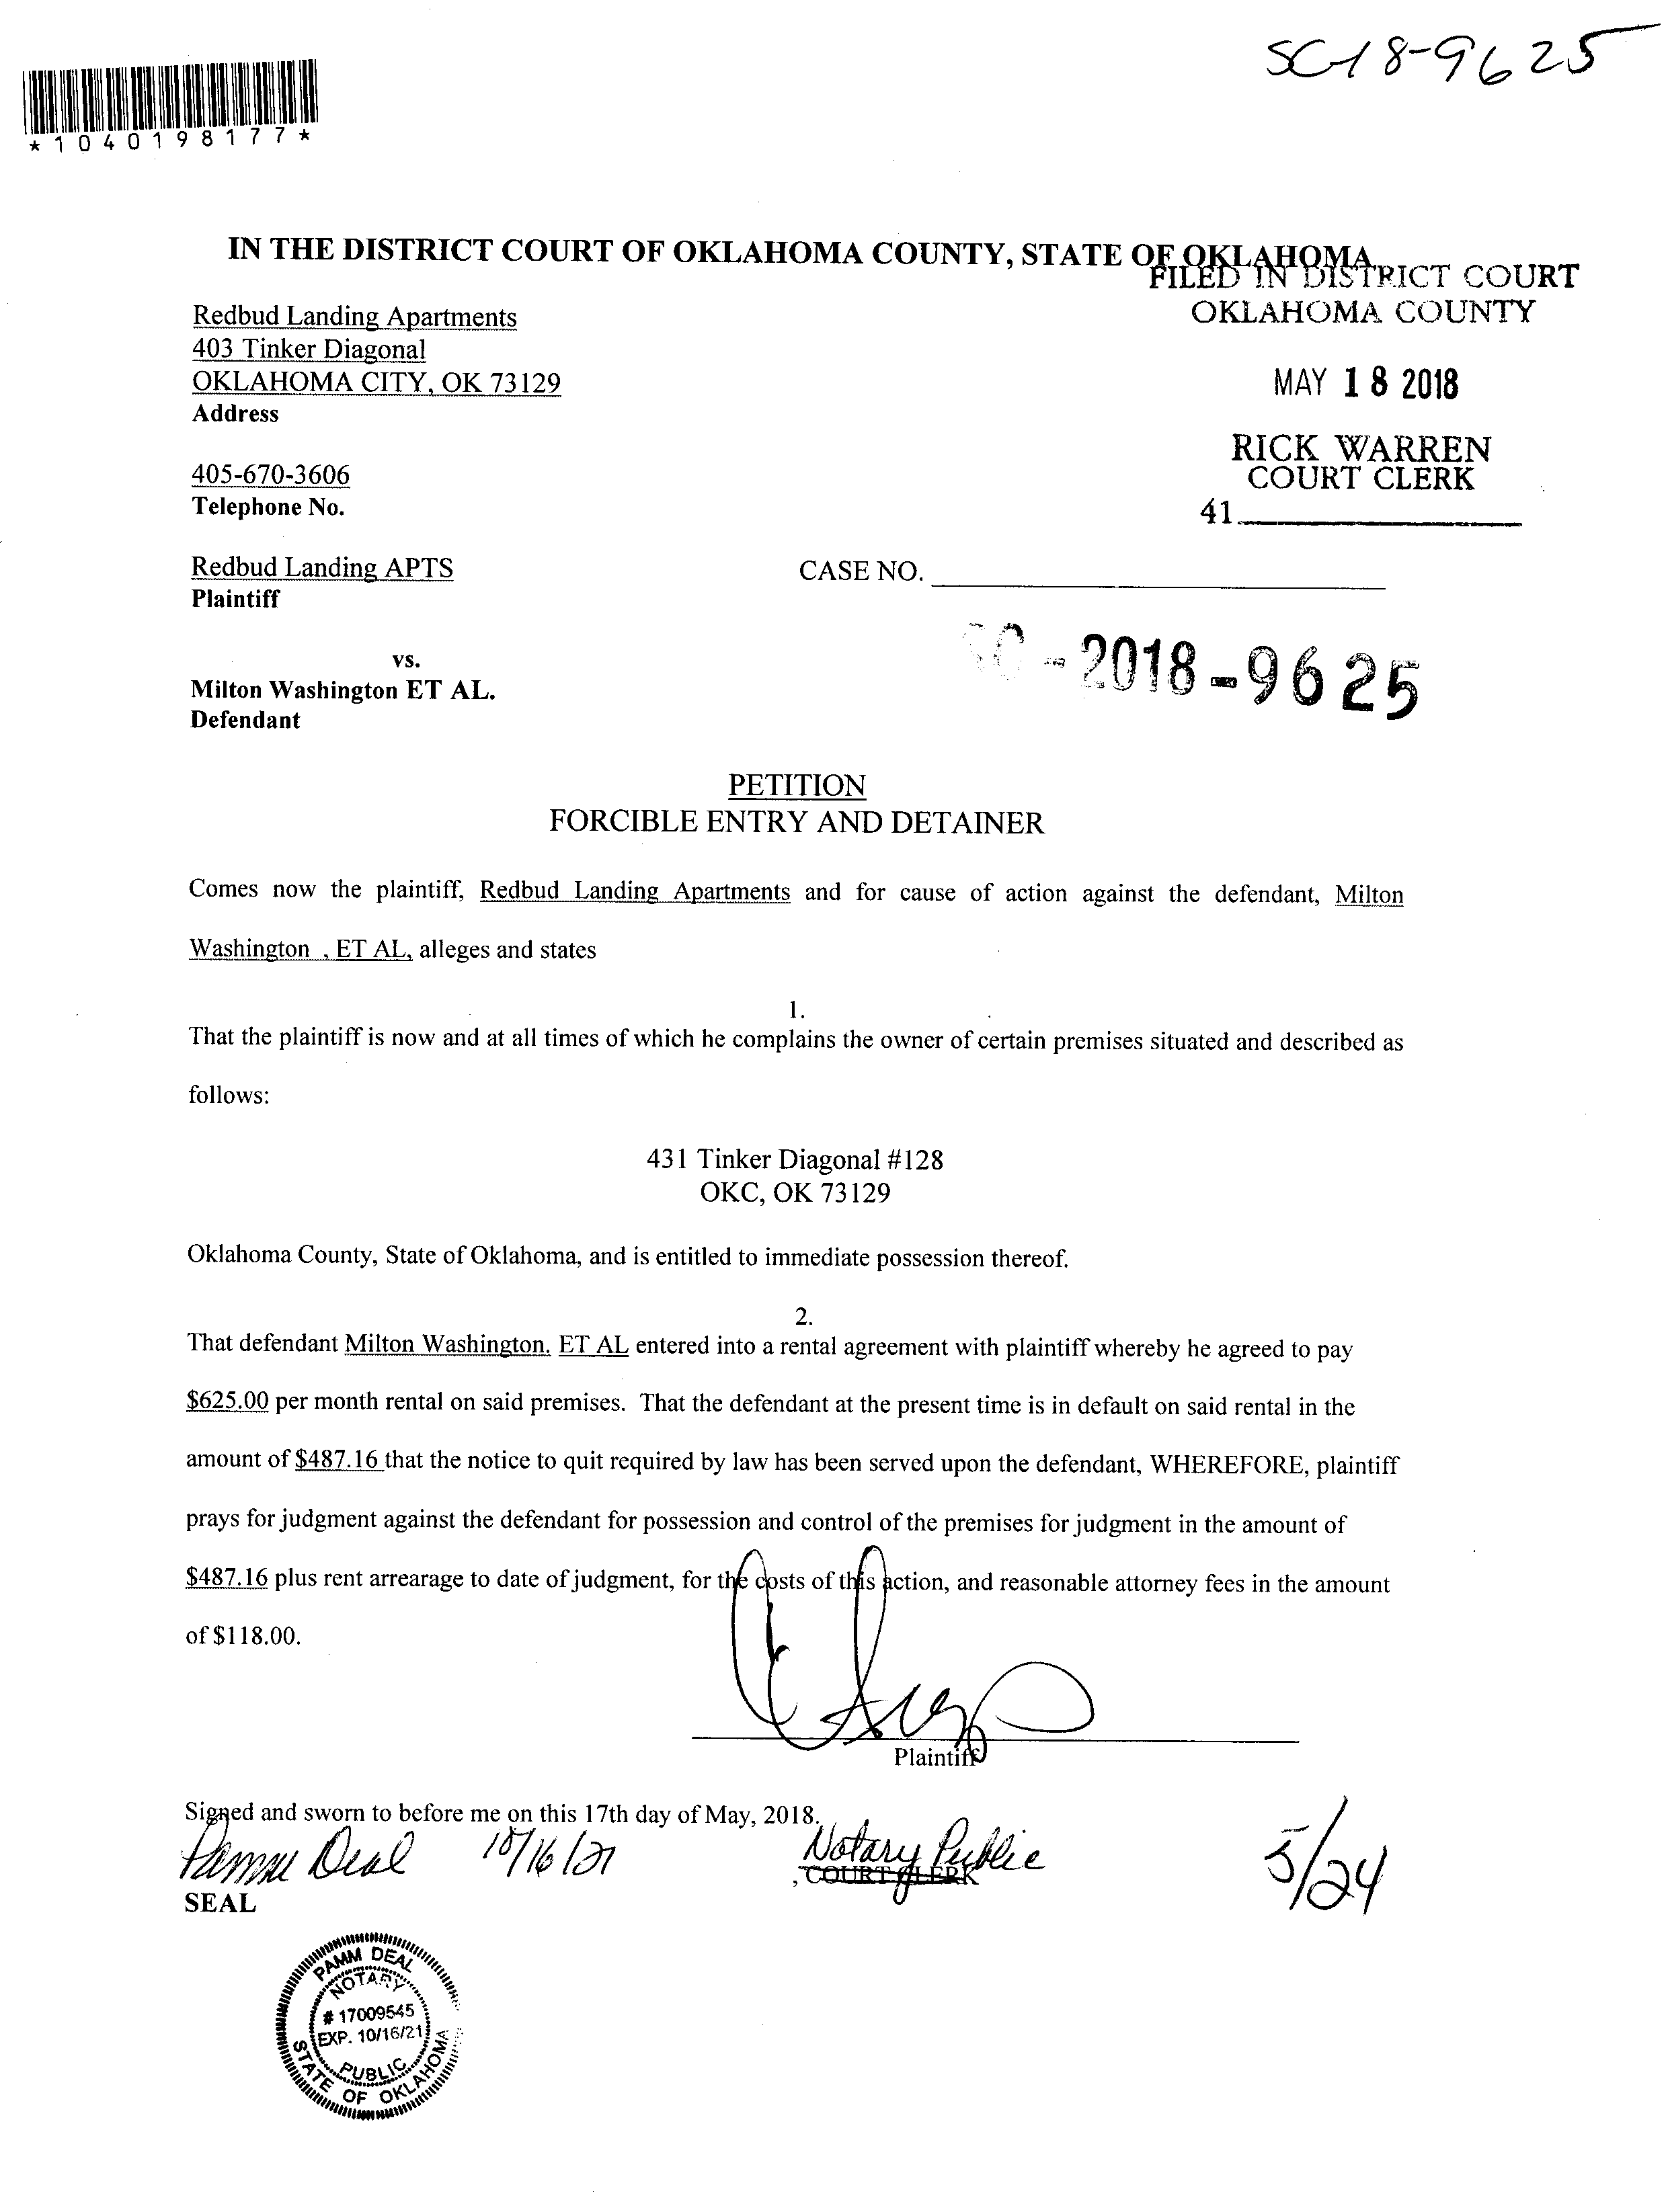 SC-18-9625
*1040198177*
IN THE DISTRICT COURT OF OKLAHOMA COUNTY, STATE OF OKLAHOMA
FILED IN DISTRICT COURT
OKLAHOMA COUNTY
Redbud Landing Apartments
403 Tinker Diagonal
OKLAHOMA CITY, OK 73129
Address
MAY 18 2018
RICK WARREN
COURT CLERK
41
405-670-3606
Telephone No.
Redbud Landing APTS
Plaintiff
CASE NO.
SC-2018-9625
vs.
Milton Washington ET AL.
Defendant
PETITION
FORCIBLE ENTRY AND DETAINER
Comes now the plaintiff, Redbud Landing Apartments and for cause of action against the defendant, Milton
Washington , ET AL, alleges and states
1.
That the plaintiff is now and at all times of which he complains the owner of certain premises situated and described as
follows:
431 Tinker Diagonal #128
OKC, OK 73129
Oklahoma County, State of Oklahoma, and is entitled to immediate possession thereof.
2.
That defendant Milton Washington. ET AL entered into a rental agreement with plaintiff whereby he agreed to pay
$625.00 per month rental on said premises. That the defendant at the present time is in default on said rental in the
amount of $487.16 that the notice to quit required by law has been served upon the defendant, WHEREFORE, plaintiff
prays for judgment against the defendant for possession and control of the premises for judgment in the amount of
$487.16 plus rent arrearage to date of judgment, for the costs of this action, and reasonable attorney fees in the amount
of $118.00.
Plaintiff
Signed and sworn to before me on this 17th day of May, 2018.
Pamm Deal 10/16/21
Notary Public
, COURT CLERK
5/24
SEAL
PAMM DEAL
NOTARY
# 17009545
EXP. 10/16/21
PUBLIC
STATE OF OKLAHOMA